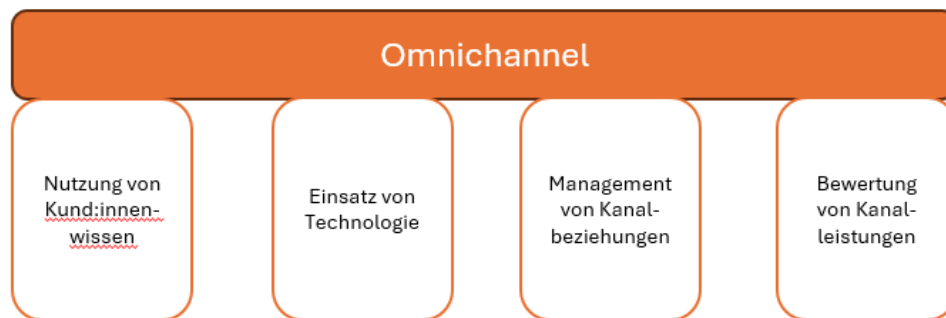 Omnichannel
Nutzung von
Kund:innen-
wissen
Einsatz von
Technologie
Management
von Kanal-
beziehungen
Bewertung
von Kanal-
leistungen